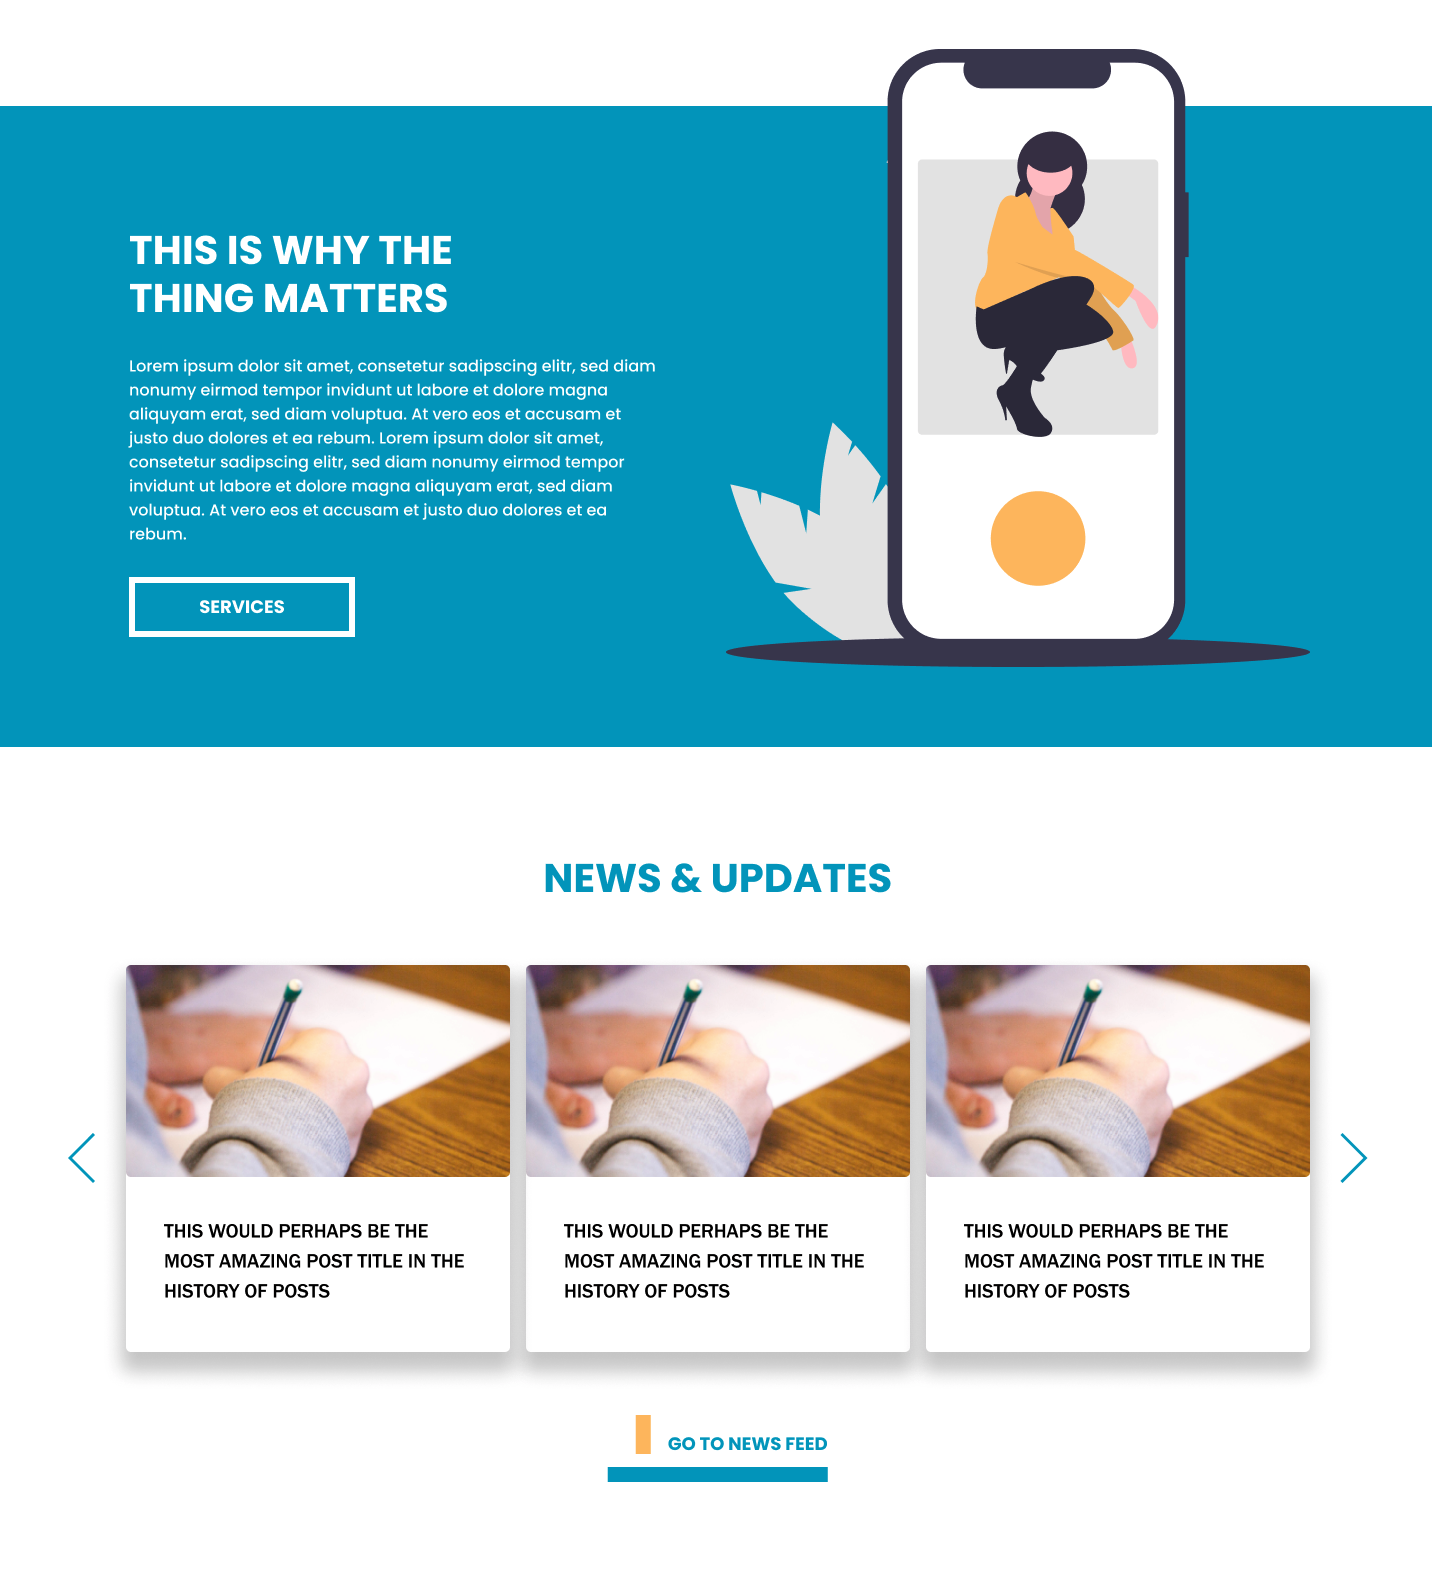 THIS IS WHY THE
THING MATTERS
Lorem ipsum dolor sit amet, consetetur sadipscing elitr, sed diam
nonumy eirmod tempor invidunt ut labore et dolore magna
aliquyam erat, sed diam voluptua. At vero eos et accusam et
justo duo dolores et ea rebum. Lorem ipsum dolor sit amet,
consetetur sadipscing elitr, sed diam nonumy eirmod tempor
invidunt ut labore et dolore magna aliquyam erat, sed diam
voluptua. At vero eos et accusam et justo duo dolores et ea
rebum.
SERVICES
NEWS & UPDATES
THIS WOULD PERHAPS BE THE
MOST AMAZING POST TITLE IN THE
HISTORY OF POSTS
THIS WOULD PERHAPS BE THE
MOST AMAZING POST TITLE IN THE
HISTORY OF POSTS
THIS WOULD PERHAPS BE THE
MOST AMAZING POST TITLE IN THE
HISTORY OF POSTS
GO TO NEWS FEED